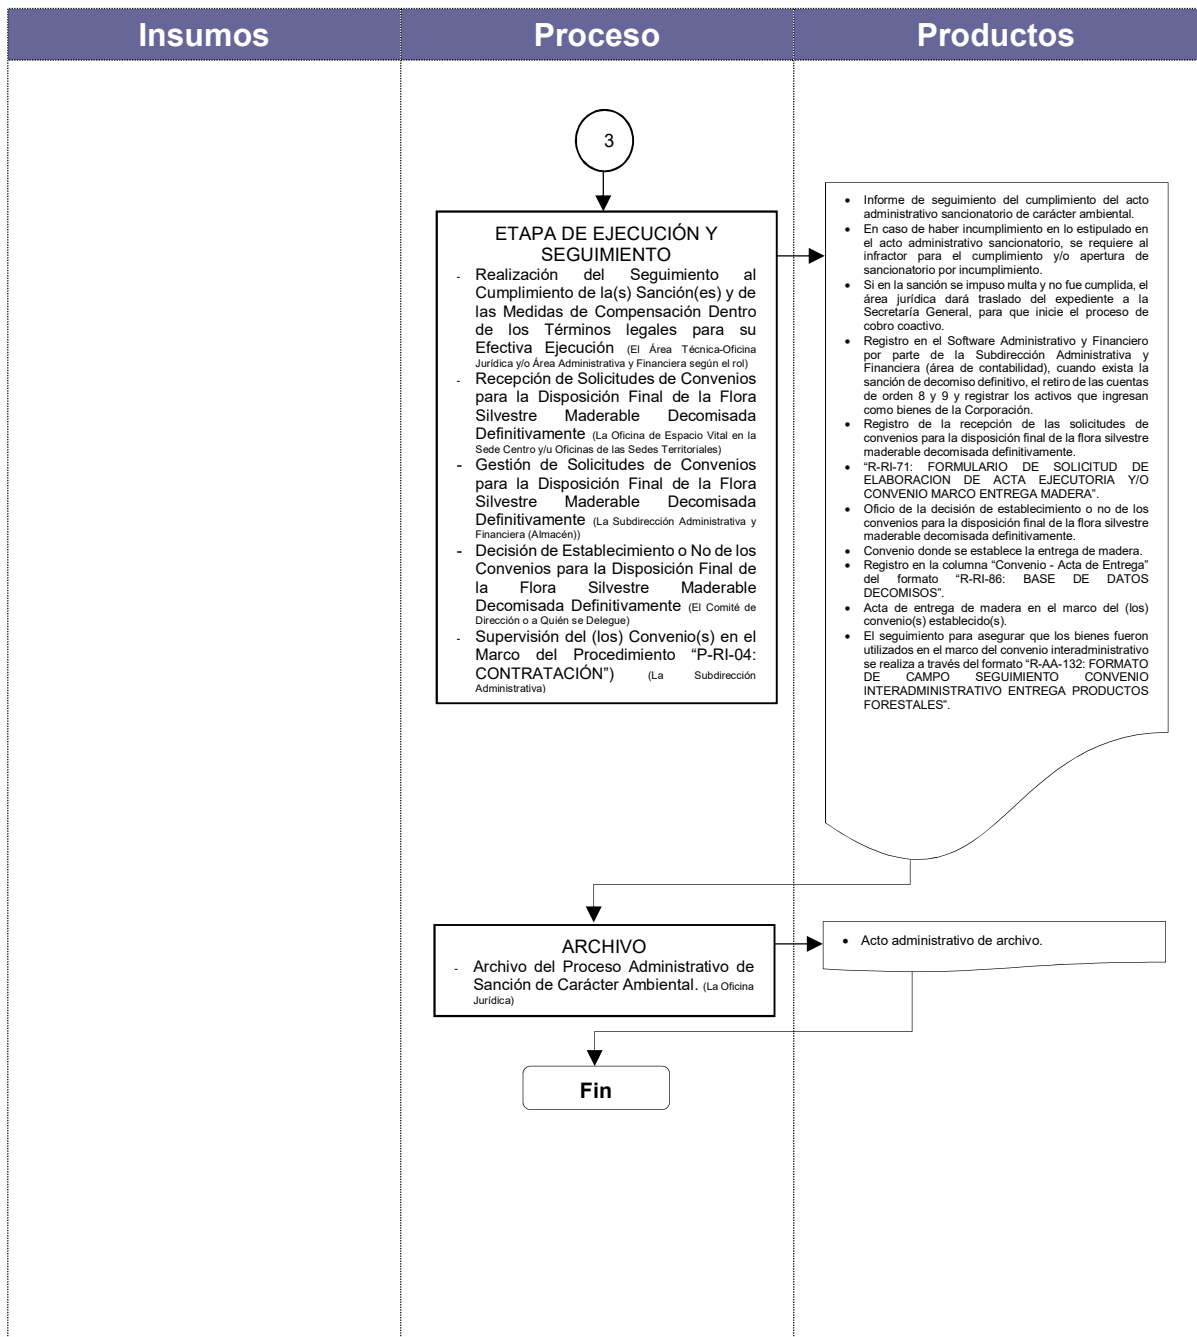 Insumos
Proceso
Productos
3
ETAPA DE EJECUCIÓN Y
SEGUIMIENTO
- Realización del Seguimiento al
Cumplimiento de la(s) Sanción(es) y de
las Medidas de Compensación Dentro
de los Términos legales para su
Efectiva Ejecución (El Área Técnica-Oficina
Jurídica y/o Área Administrativa y Financiera según el rol)
- Recepción de Solicitudes de Convenios
para la Disposición Final de la Flora
Silvestre Maderable Decomisada
Definitivamente (La Oficina de Espacio Vital en la
Sede Centro y/u Oficinas de las Sedes Territoriales)
- Gestión de Solicitudes de Convenios
para la Disposición Final de la Flora
Silvestre Maderable Decomisada
Definitivamente (La Subdirección Administrativa y
Financiera (Almacén))
- Decisión de Establecimiento o No de los
Convenios para la Disposición Final de
la Flora Silvestre Maderable
Decomisada Definitivamente (El Comité de
Dirección o a Quién se Delegue)
- Supervisión del (los) Convenio(s) en el
Marco del Procedimiento “P-RI-04:
CONTRATACIÓN”) (La Subdirección
Administrativa)
• Informe de seguimiento del cumplimiento del acto
administrativo sancionatorio de carácter ambiental.
• En caso de haber incumplimiento en lo estipulado en
el acto administrativo sancionatorio, se requiere al
infractor para el cumplimiento y/o apertura de
sancionatorio por incumplimiento.
• Si en la sanción se impuso multa y no fue cumplida, el
área jurídica dará traslado del expediente a la
Secretaría General, para que inicie el proceso de
cobro coactivo.
• Registro en el Software Administrativo y Financiero
por parte de la Subdirección Administrativa y
Financiera (área de contabilidad), cuando exista la
sanción de decomiso definitivo, el retiro de las cuentas
de orden 8 y 9 y registrar los activos que ingresan
como bienes de la Corporación.
• Registro de la recepción de las solicitudes de
convenios para la disposición final de la flora silvestre
maderable decomisada definitivamente.
• “R-RI-71: FORMULARIO DE SOLICITUD DE
ELABORACION DE ACTA EJECUTORIA Y/O
CONVENIO MARCO ENTREGA MADERA”.
• Oficio de la decisión de establecimiento o no de los
convenios para la disposición final de la flora silvestre
maderable decomisada definitivamente.
• Convenio donde se establece la entrega de madera.
• Registro en la columna “Convenio - Acta de Entrega”
del formato “R-RI-86: BASE DE DATOS
DECOMISOS”.
• Acta de entrega de madera en el marco del (los)
convenio(s) establecido(s).
• El seguimiento para asegurar que los bienes fueron
utilizados en el marco del convenio interadministrativo
se realiza a través del formato “R-AA-132: FORMATO
DE CAMPO SEGUIMIENTO CONVENIO
INTERADMINISTRATIVO ENTREGA PRODUCTOS
FORESTALES”.
ARCHIVO
- Archivo del Proceso Administrativo de
Sanción de Carácter Ambiental. (La Oficina
Jurídica)
• Acto administrativo de archivo.
Fin